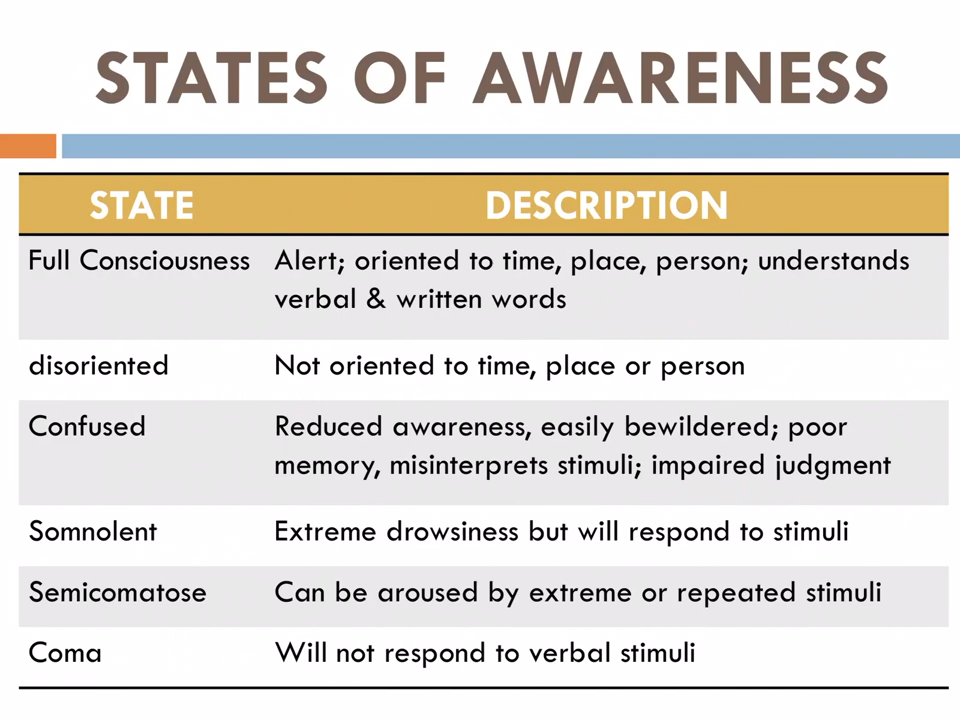 STATES OF AWARENESS
STATE DESCRIPTION
Full Consciousness Alert; oriented to time, place, person; understands
verbal & written words
disoriented Not oriented to time, place or person
Confused Reduced awareness, easily bewildered; poor
memory, misinterprets stimuli; impaired judgment
Somnolent Extreme drowsiness but will respond to stimuli
Semicomatose Can be aroused by extreme or repeated stimuli
Coma Will not respond to verbal stimuli